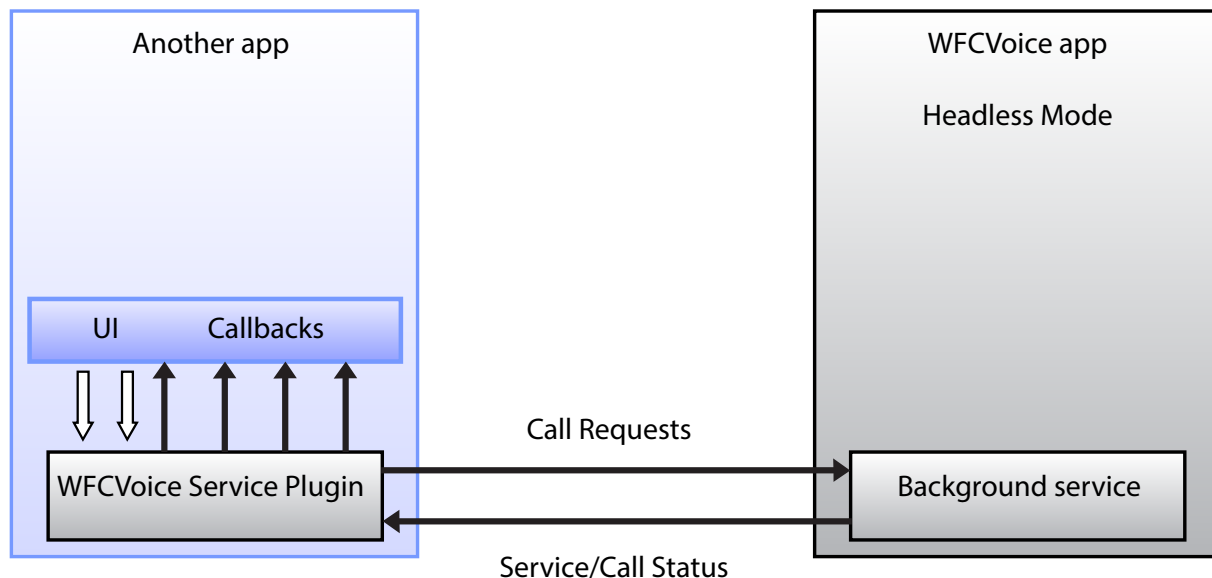 Another app
WFCVoice app
Headless Mode
UI Callbacks
Call Requests
WFCVoice Service Plugin
Background service
Service/Call Status